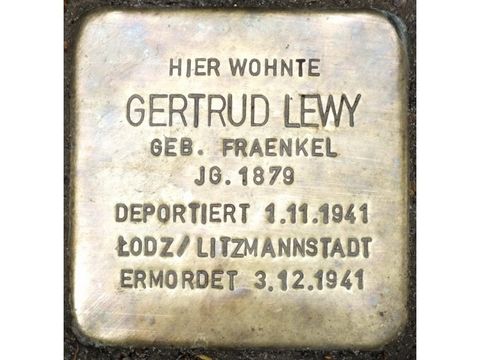 HIER WOHNTE
GERTRUD LEWY
GEB. FRAENKEL
JG. 1879
DEPORTIERT 1.11.1941
ŁODZ/LITZMANNSTADT
ERMORDET 3.12.1941